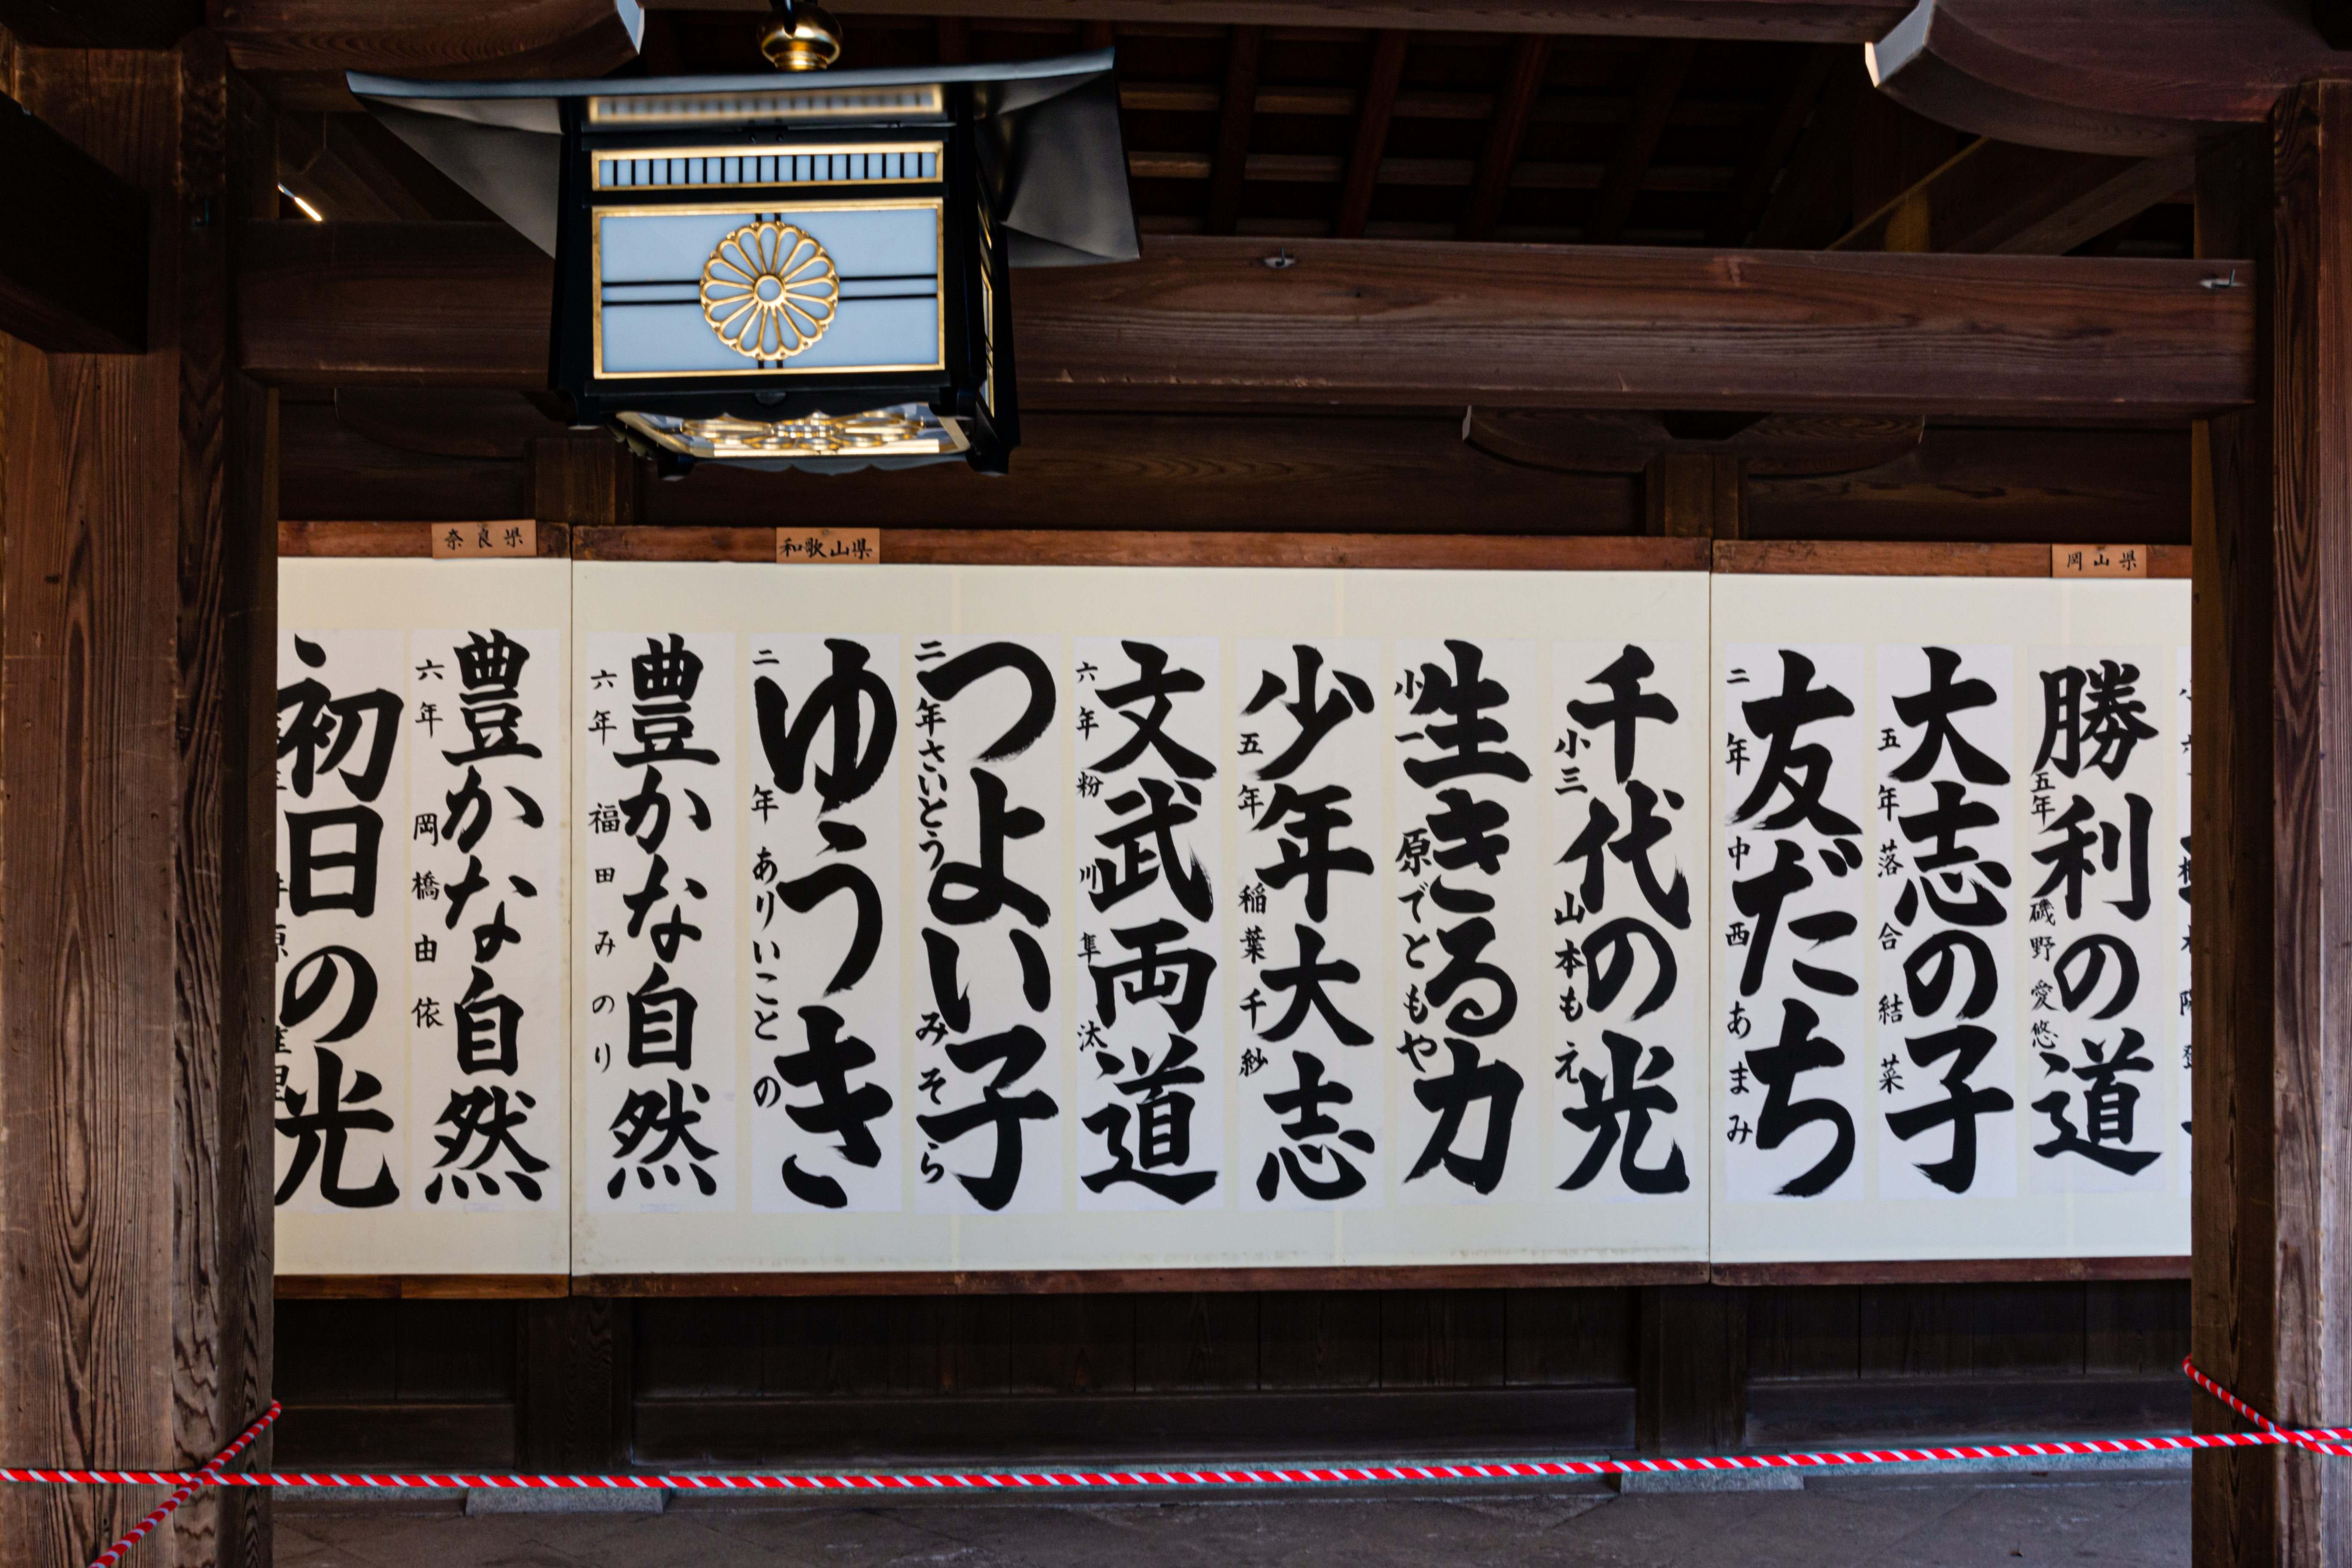 岡山県
和歌山県
奈良県
勝利の道
五年 磯野愛悠
大志の子
五年 落合結菜
友だち
二年 中西あまみ
千代の光
小三 山本もえ
生きる力
小一 原でともや
少年大志
五年 稲葉千紗
文武両道
六年 粉川隼汰
つよい子
二年 さいとうみそら
ゆうき
二年 ありいことの
豊かな自然
六年 福田みのり
豊かな自然
六年 岡橋由依
初日の光